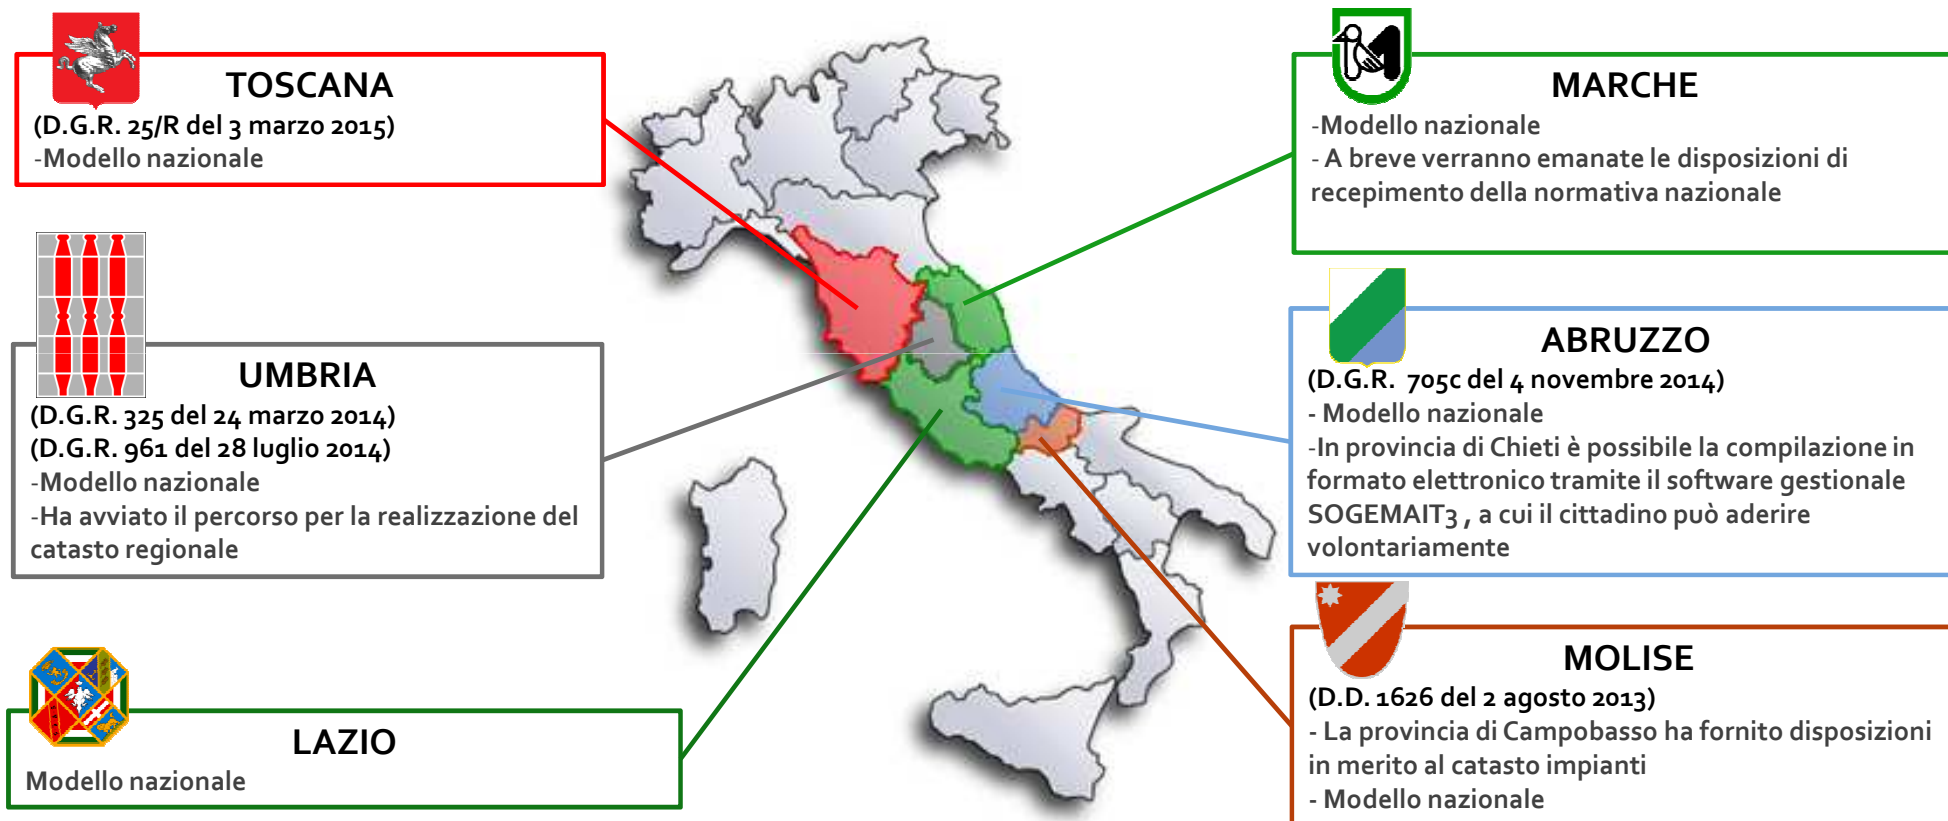 TOSCANA
(D.G.R. 25/R del 3 marzo 2015)
-Modello nazionale
UMBRIA
(D.G.R. 325 del 24 marzo 2014)
(D.G.R. 961 del 28 luglio 2014)
-Modello nazionale
-Ha avviato il percorso per la realizzazione del
catasto regionale
LAZIO
Modello nazionale
MARCHE
-Modello nazionale
- A breve verranno emanate le disposizioni di
recepimento della normativa nazionale
ABRUZZO
(D.G.R. 705c del 4 novembre 2014)
- Modello nazionale
-In provincia di Chieti è possibile la compilazione in
formato elettronico tramite il software gestionale
SOGEMAIT3 , a cui il cittadino può aderire
volontariamente
MOLISE
(D.D. 1626 del 2 agosto 2013)
- La provincia di Campobasso ha fornito disposizioni
in merito al catasto impianti
- Modello nazionale